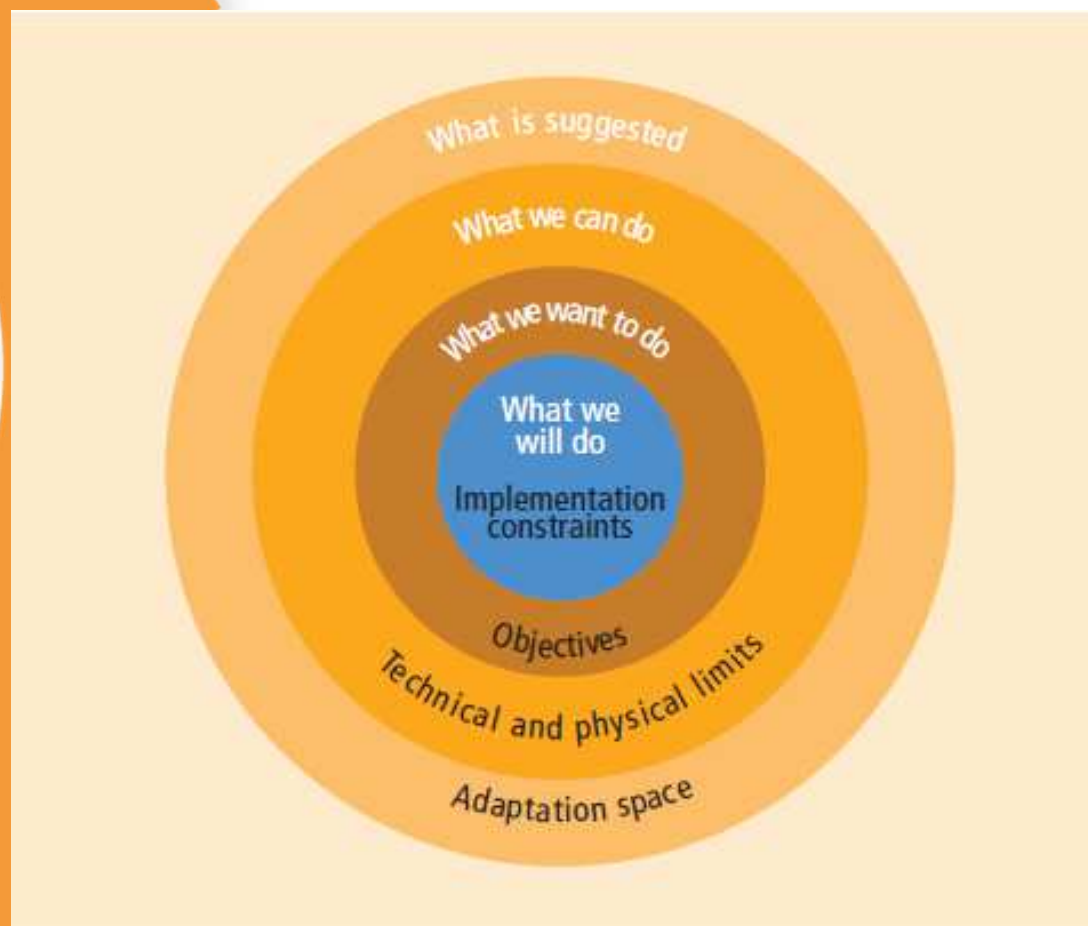 What is suggested
What we can do
What we want to do
What we
will do
Implementation
constraints
Objectives
Technical and physical limits
Adaptation space